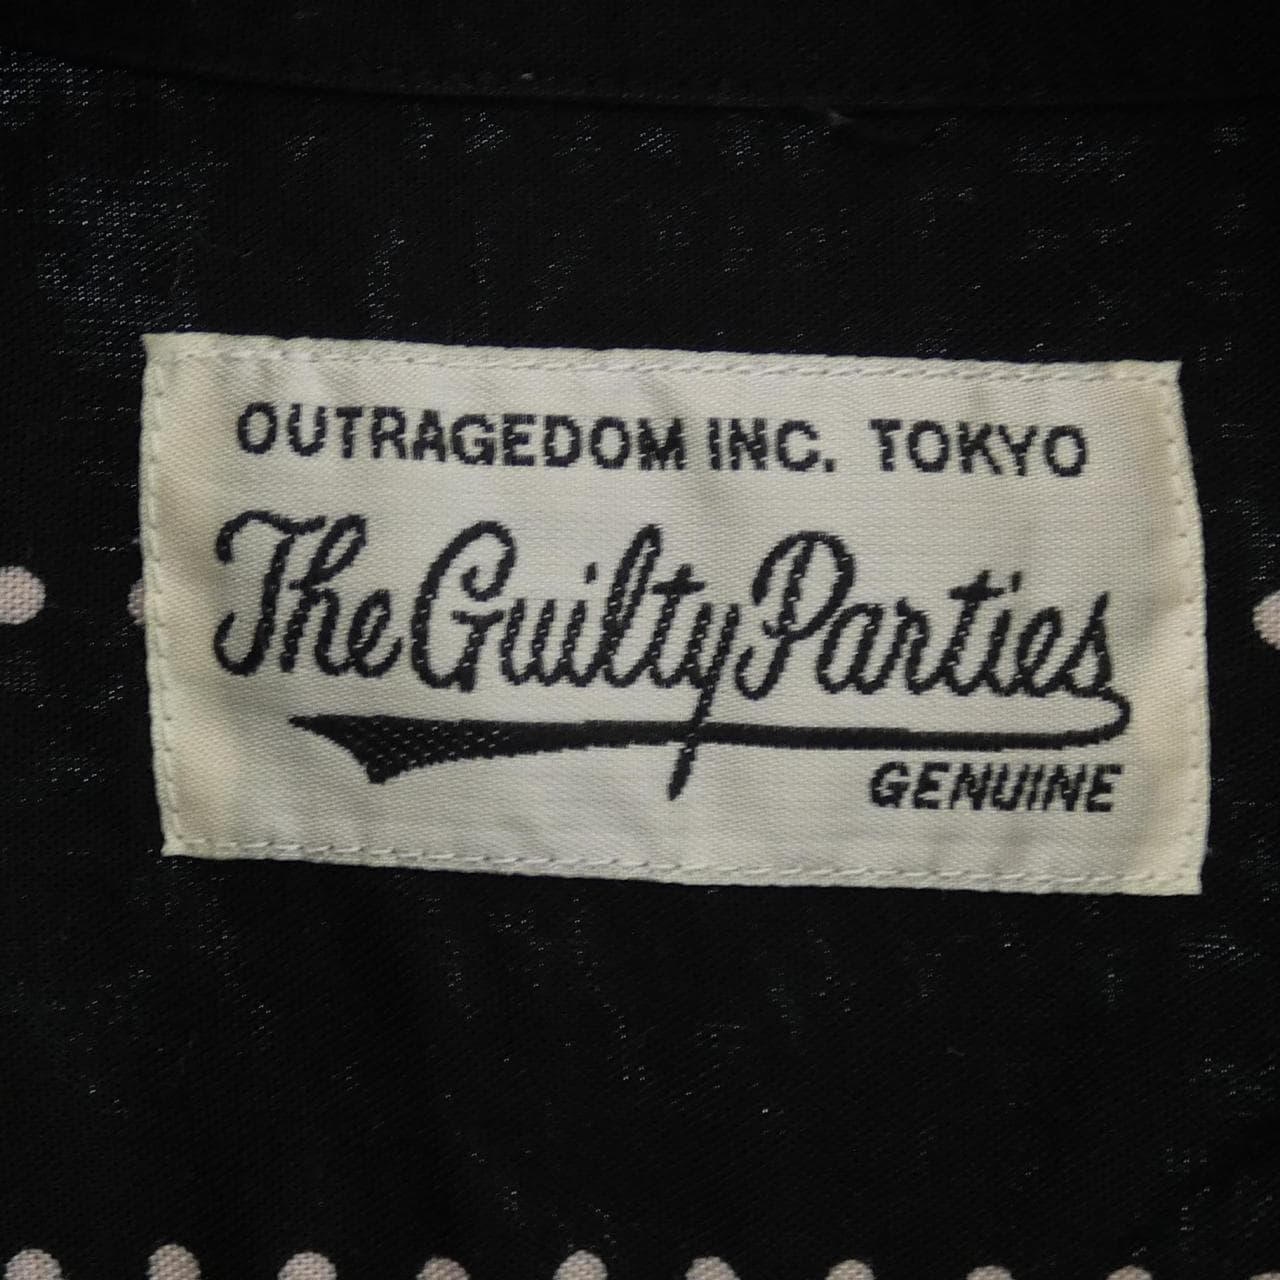 OUTRAGEDOM INC. TOKYO
The Guilty Parties
GENUINE